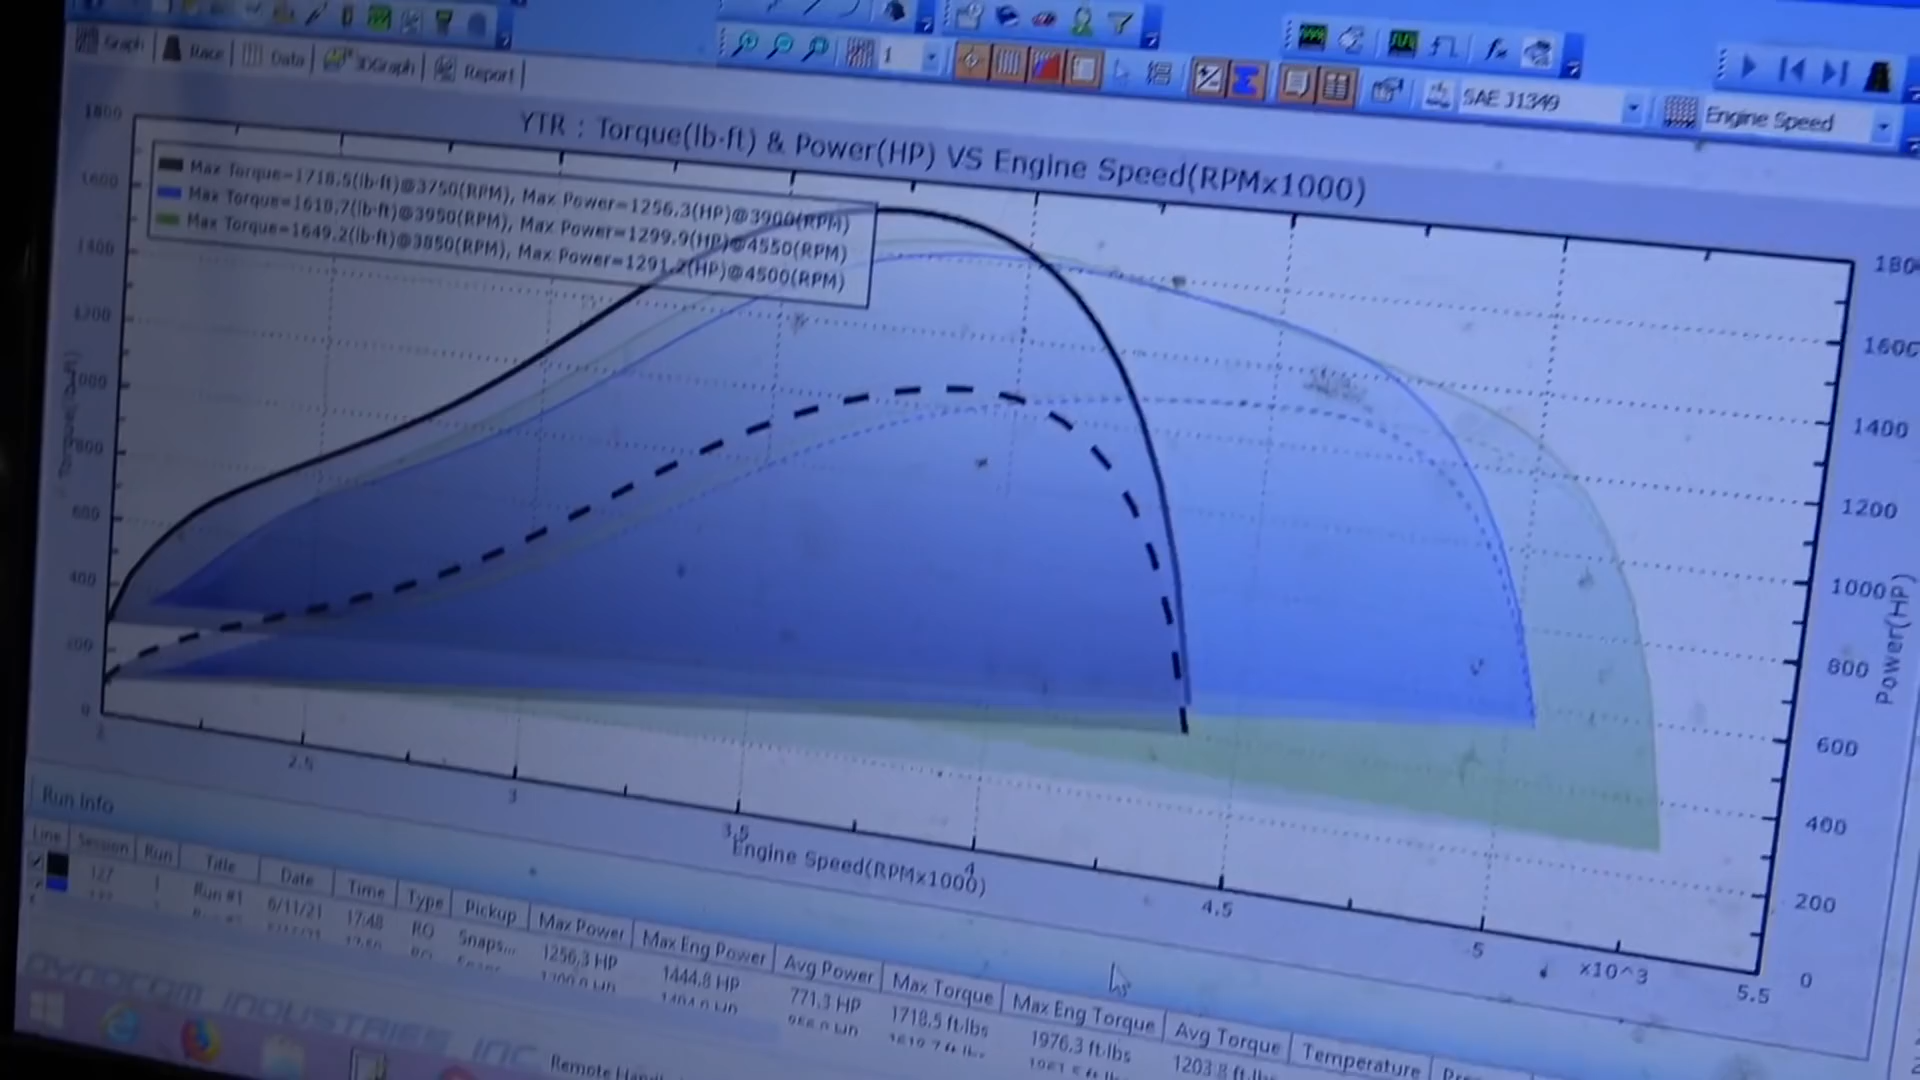 Graph Race Data 3DGraph Report
1 SAE J1349 Engine Speed
YTR : Torque(lb-ft) & Power(HP) VS Engine Speed(RPMx1000)
Max Torque=1718.5(lb-ft)@3750(RPM), Max Power=1256.3(HP)@3900(RPM)
Max Torque=1618.7(lb-ft)@3950(RPM), Max Power=1299.9(HP)@4550(RPM)
Max Torque=1649.2(lb-ft)@3850(RPM), Max Power=1291.2(HP)@4500(RPM)
1800
1600
1400
1200
1000
800
600
400
200
0
1600
1400
1200
1000
800
600
400
200
0
Power(HP)
2.5 3 3.5 4 4.5 5 5.5
x10^3
Engine Speed(RPMx1000)
Run Info
Line Session Run Title Date Time Type Pickup Max Power Max Eng Power Avg Power Max Torque Max Eng Torque Avg Torque Temperature
127 1 Run #1 6/11/21 17:48 RO Snaps... 1256.3 HP 1444.8 HP 771.3 HP 1718.5 ft-lbs 1976.3 ft-lbs 1203.8 ft-lbs
DYNOCOM INDUSTRIES, INC
Remote